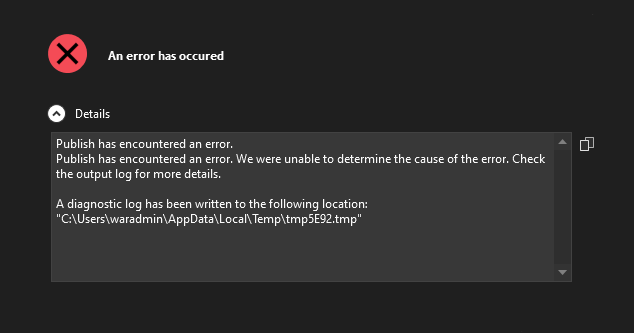 An error has occured
Details
Publish has encountered an error.
Publish has encountered an error. We were unable to determine the cause of the error. Check
the output log for more details.
A diagnostic log has been written to the following location:
"C:\Users\waradmin\AppData\Local\Temp\tmp5E92.tmp"